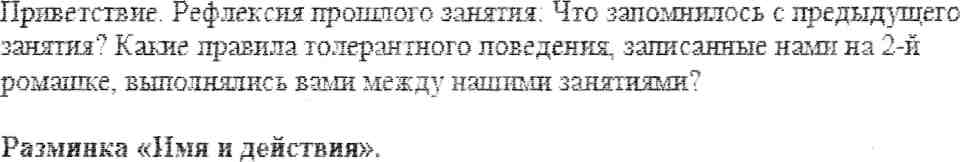 Приветствие. Рефлексия прошлого занятия: Что запомнилось с предыдущего
занятия? Какие правила толерантного поведения, записанные нами на 2-й
ромашке, выполнялись вами между нашими занятиями?
Разминка «Имя и действия».